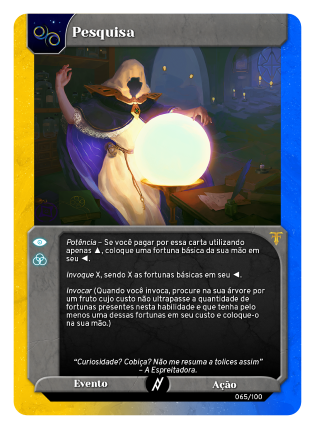 Pesquisa
Potência – Se você pagar por essa carta utilizando
apenas ▲, coloque uma fortuna básica da sua mão em
seu ◄.
Invoque X, sendo X as fortunas básicas em seu ◄.
Invocar (Quando você invoca, procure na sua árvore por
um fruto cujo custo não ultrapasse a quantidade de
fortunas presentes nesta habilidade e que tenha pelo
menos uma dessas fortunas em seu custo e coloque-o
na sua mão.)
“Curiosidade? Cobiça? Não me resuma a tolices assim”
– A Espreitadora.
Evento
Ação
065/100